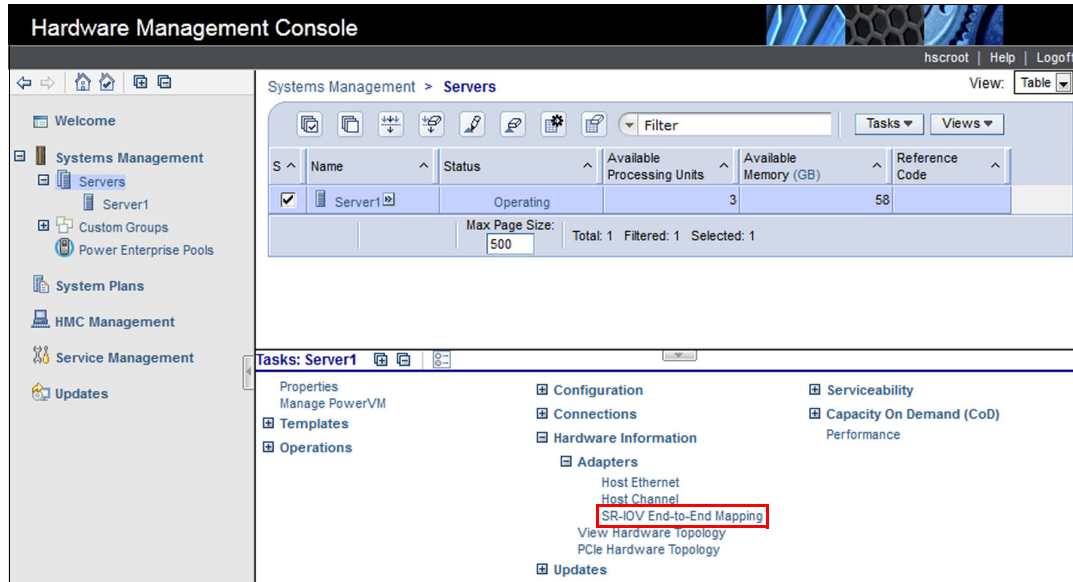 Hardware Management Console
hscroot | Help | Logoff
Systems Management > Servers
View: Table
Welcome
Systems Management
Servers
Server1
Custom Groups
Power Enterprise Pools
System Plans
HMC Management
Service Management
Updates
Filter
Tasks
Views
S
Name
Status
Available Processing Units
Available Memory (GB)
Reference Code
Server1
Operating
3
58
Max Page Size:
500
Total: 1 Filtered: 1 Selected: 1
Tasks: Server1
Properties
Manage PowerVM
Templates
Operations
Configuration
Connections
Hardware Information
Adapters
Host Ethernet
Host Channel
SR-IOV End-to-End Mapping
View Hardware Topology
PCIe Hardware Topology
Updates
Serviceability
Capacity On Demand (CoD)
Performance